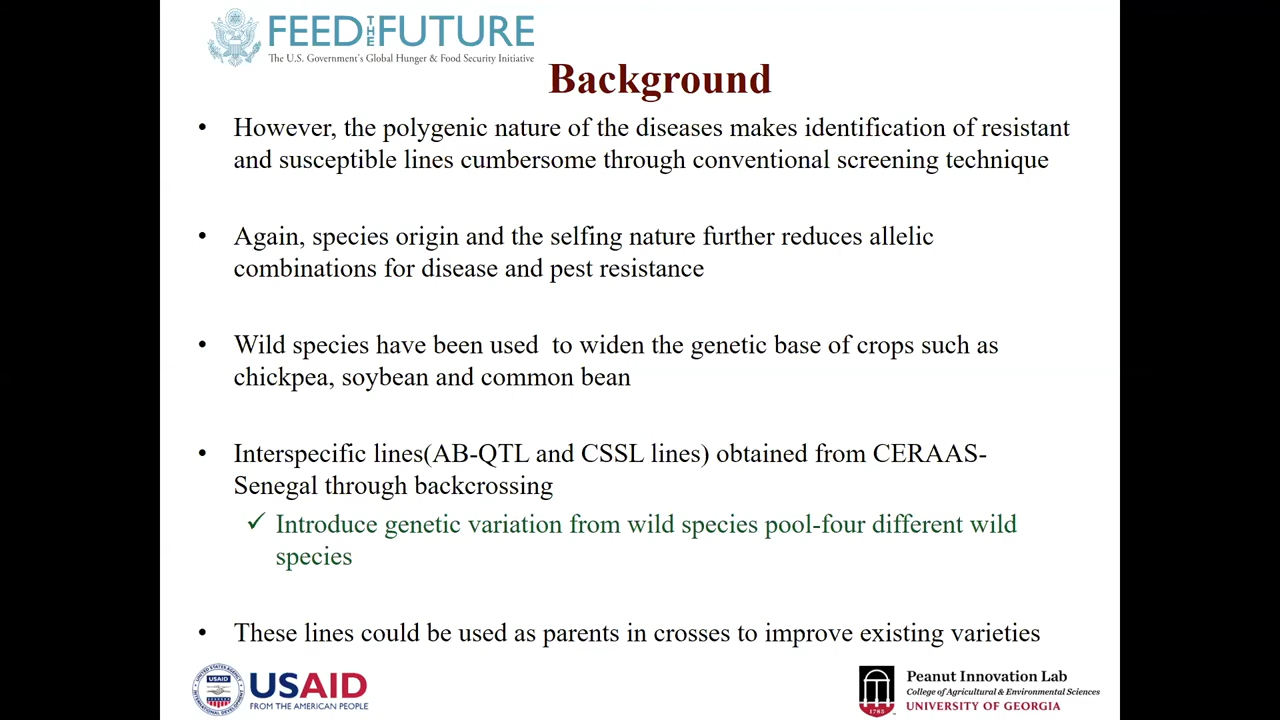 FEED THE FUTURE
The U.S. Government's Global Hunger & Food Security Initiative
Background
• However, the polygenic nature of the diseases makes identification of resistant
and susceptible lines cumbersome through conventional screening technique
• Again, species origin and the selfing nature further reduces allelic
combinations for disease and pest resistance
• Wild species have been used to widen the genetic base of crops such as
chickpea, soybean and common bean
• Interspecific lines(AB-QTL and CSSL lines) obtained from CERAAS-
Senegal through backcrossing
✓ Introduce genetic variation from wild species pool-four different wild
species
• These lines could be used as parents in crosses to improve existing varieties
USAID
FROM THE AMERICAN PEOPLE
1785
Peanut Innovation Lab
College of Agricultural & Environmental Sciences
UNIVERSITY OF GEORGIA